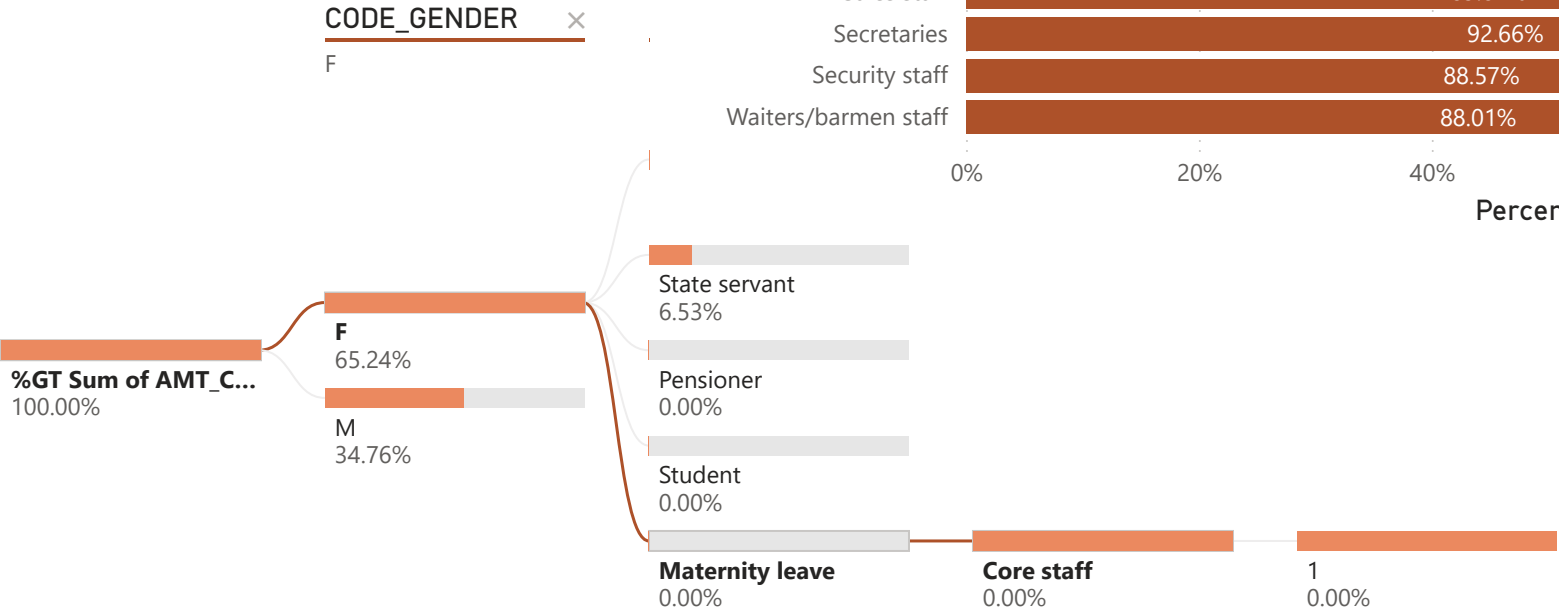 CODE_GENDER ×
F
Secretaries 92.66%
Security staff 88.57%
Waiters/barmen staff 88.01%
0% 20% 40%
Percer
State servant
6.53%
F
65.24%
%GT Sum of AMT_C...
100.00%
Pensioner
0.00%
M
34.76%
Student
0.00%
Maternity leave
0.00%
Core staff
0.00%
1
0.00%